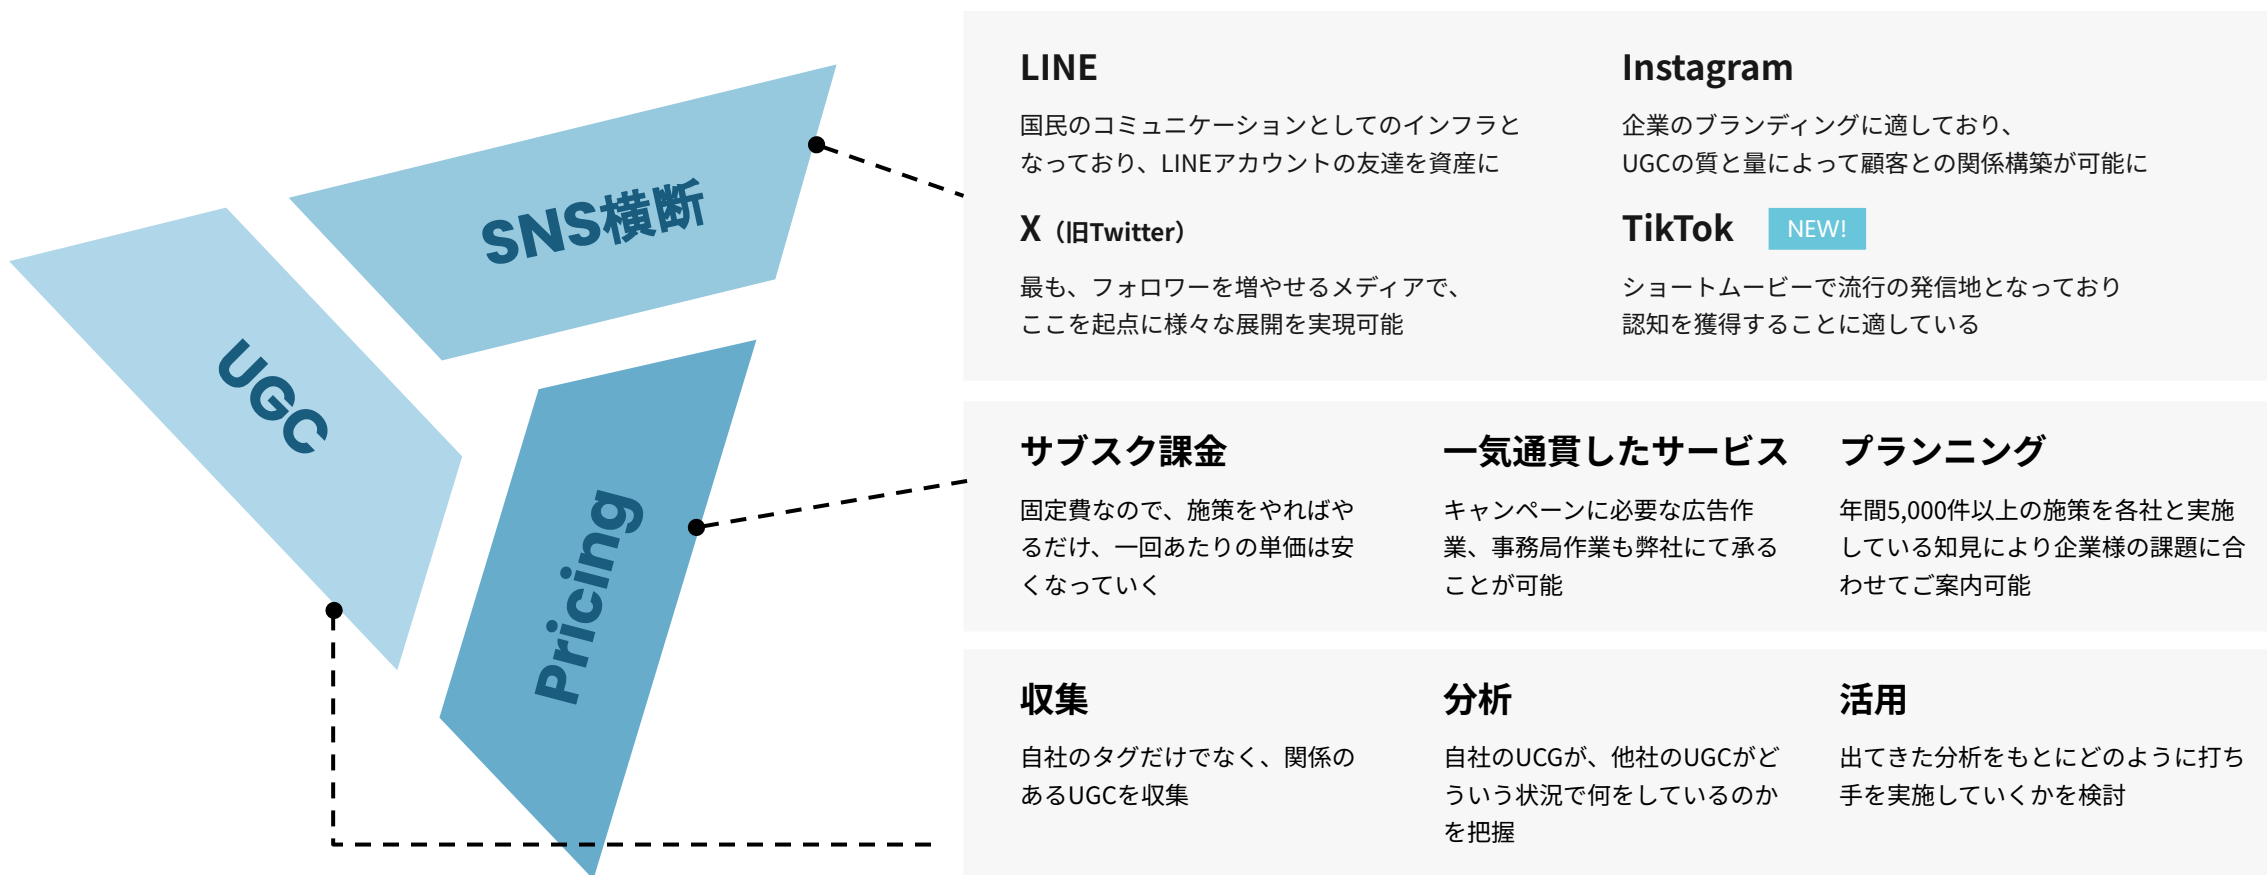 SNS横断
UGC
Pricing
LINE
国民のコミュニケーションとしてのインフラと
なっており、LINEアカウントの友達を資産に
Instagram
企業のブランディングに適しており、
UGCの質と量によって顧客との関係構築が可能に
X（旧Twitter）
最も、フォロワーを増やせるメディアで、
ここを起点に様々な展開を実現可能
TikTok
NEW!
ショートムービーで流行の発信地となっており
認知を獲得することに適している
サブスク課金
固定費なので、施策をやればや
るだけ、一回あたりの単価は安
くなっていく
一気通貫したサービス
キャンペーンに必要な広告作
業、事務局作業も弊社にて承る
ことが可能
プランニング
年間5,000件以上の施策を各社と実施
している知見により企業様の課題に合
わせてご案内可能
収集
自社のタグだけでなく、関係の
あるUGCを収集
分析
自社のUCGが、他社のUGCがど
ういう状況で何をしているのか
を把握
活用
出てきた分析をもとにどのように打ち
手を実施していくかを検討